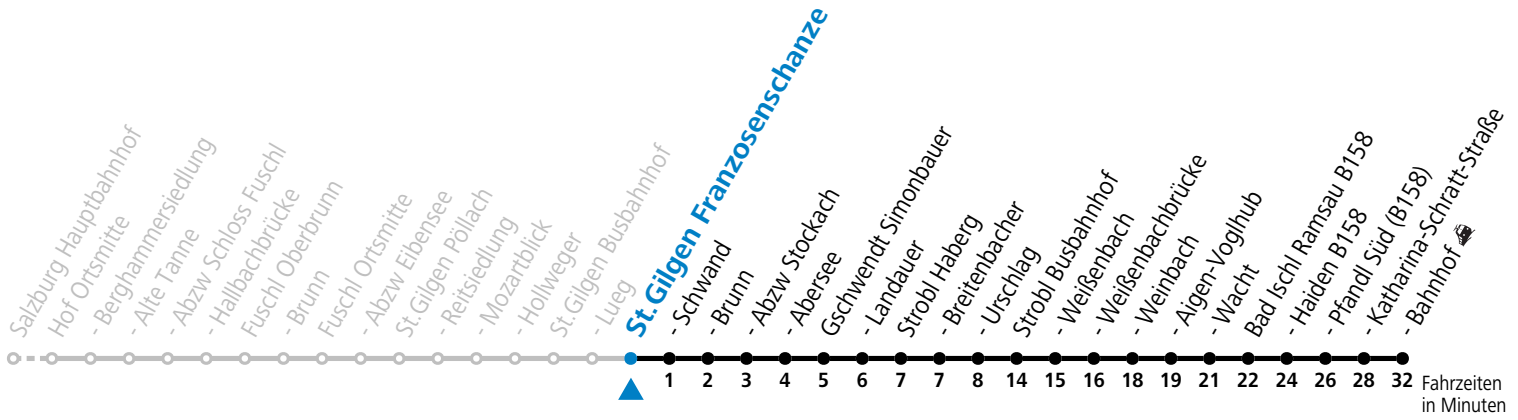 Salzburg Hauptbahnhof
Hof Ortsmitte
- Berghammersiedlung
- Alte Tanne
- Abzw Schloss Fuschl
- Hallbachbrücke
Fuschl Oberbrunn
- Brunn
Fuschl Ortsmitte
- Abzw Eibensee
St.Gilgen Pöllach
- Reitsiedlung
- Mozartblick
- Hollweger
St.Gilgen Busbahnhof
- Lueg
St. Gilgen Franzosenschanze
- Schwand
- Brunn
- Abzw Stockach
- Abersee
Gschwendt Simonbauer
- Landauer
Strobl Haberg
- Breitenbacher
- Urschlag
Strobl Busbahnhof
- Weißenbach
- Weißenbachbrücke
- Weinbach
- Aigen-Voglhub
- Wacht
Bad Ischl Ramsau B158
- Haiden B158
- Pfandl Süd (B158)
- Katharina-Schratt-Straße
- Bahnhof
1 2 3 4 5 6 7 7 8 14 15 16 18 19 21 22 24 26 28 32 Fahrzeiten
in Minuten